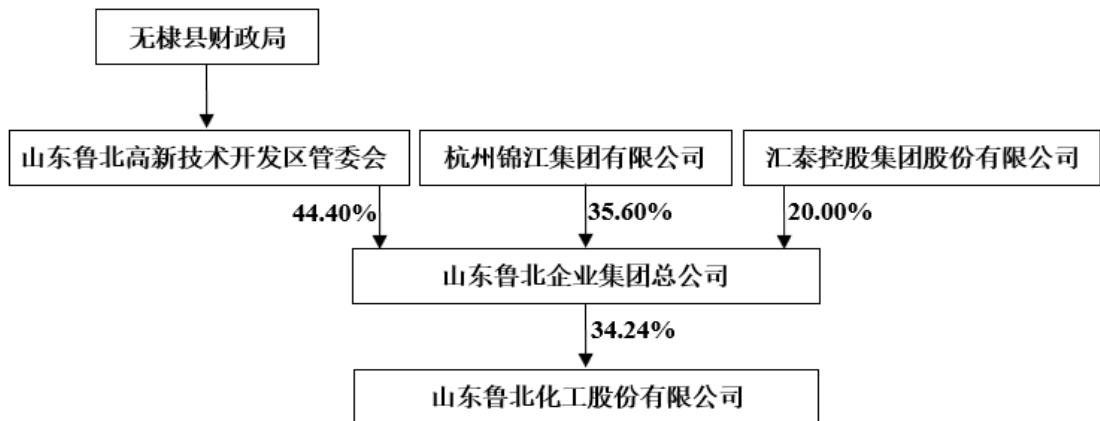 无棣县财政局
山东鲁北高新技术开发区管委会
杭州锦江集团有限公司
汇泰控股集团股份有限公司
44.40%
35.60%
20.00%
山东鲁北企业集团总公司
34.24%
山东鲁北化工股份有限公司